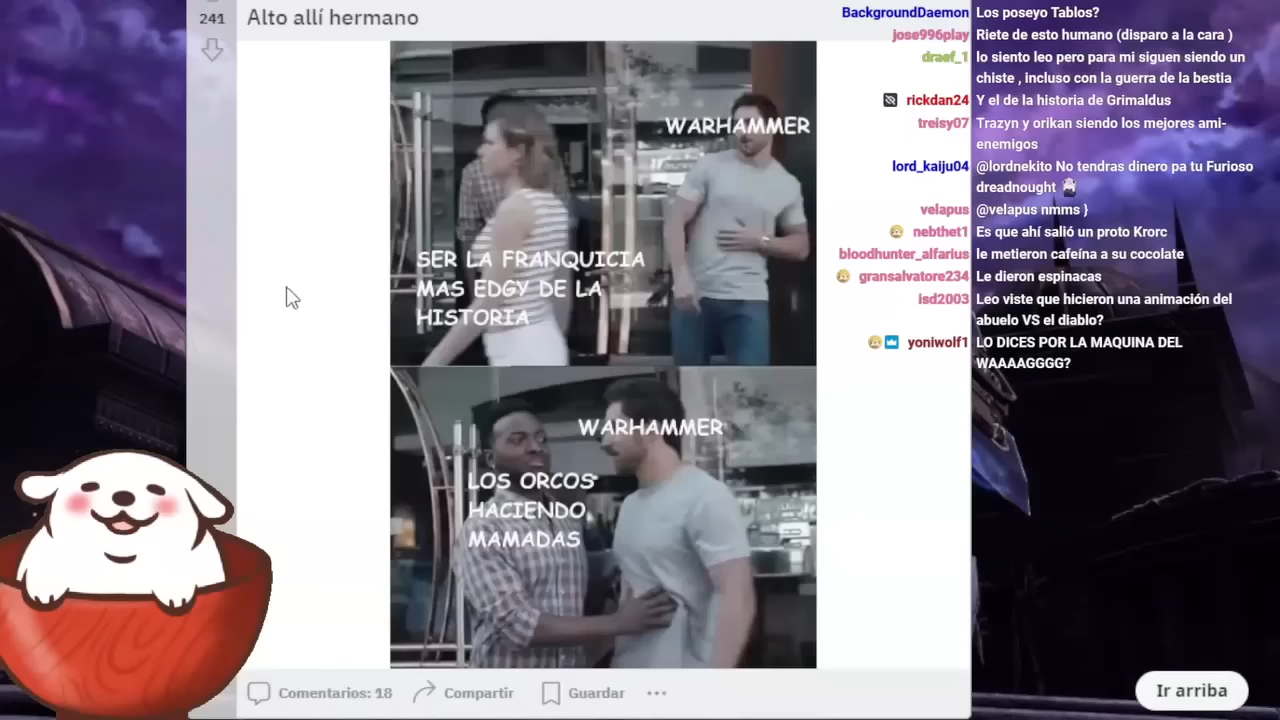 241
Alto allí hermano
WARHAMMER
SER LA FRANQUICIA
MAS EDGY DE LA
HISTORIA
WARHAMMER
LOS ORCOS
HACIENDO
MAMADAS
Comentarios: 18
Compartir
Guardar
BackgroundDaemon Los poseyo Tablos?
jose996play Riete de esto humano (disparo a la cara )
draef_1 lo siento leo pero para mi siguen siendo un
chiste , incluso con la guerra de la bestia
rickdan24 Y el de la historia de Grimaldus
treisy07 Trazyn y orikan siendo los mejores ami-
enemigos
lord_kaiju04 @lordnekito No tendras dinero pa tu Furioso
dreadnought
velapus @velapus nmms }
nebthet1 Es que ahí salió un proto Krorc
bloodhunter_alfarius le metieron cafeína a su cocolate
gransalvatore234 Le dieron espinacas
isd2003 Leo viste que hicieron una animación del
abuelo VS el diablo?
yoniwolf1 LO DICES POR LA MAQUINA DEL
WAAAAGGGG?
Ir arriba